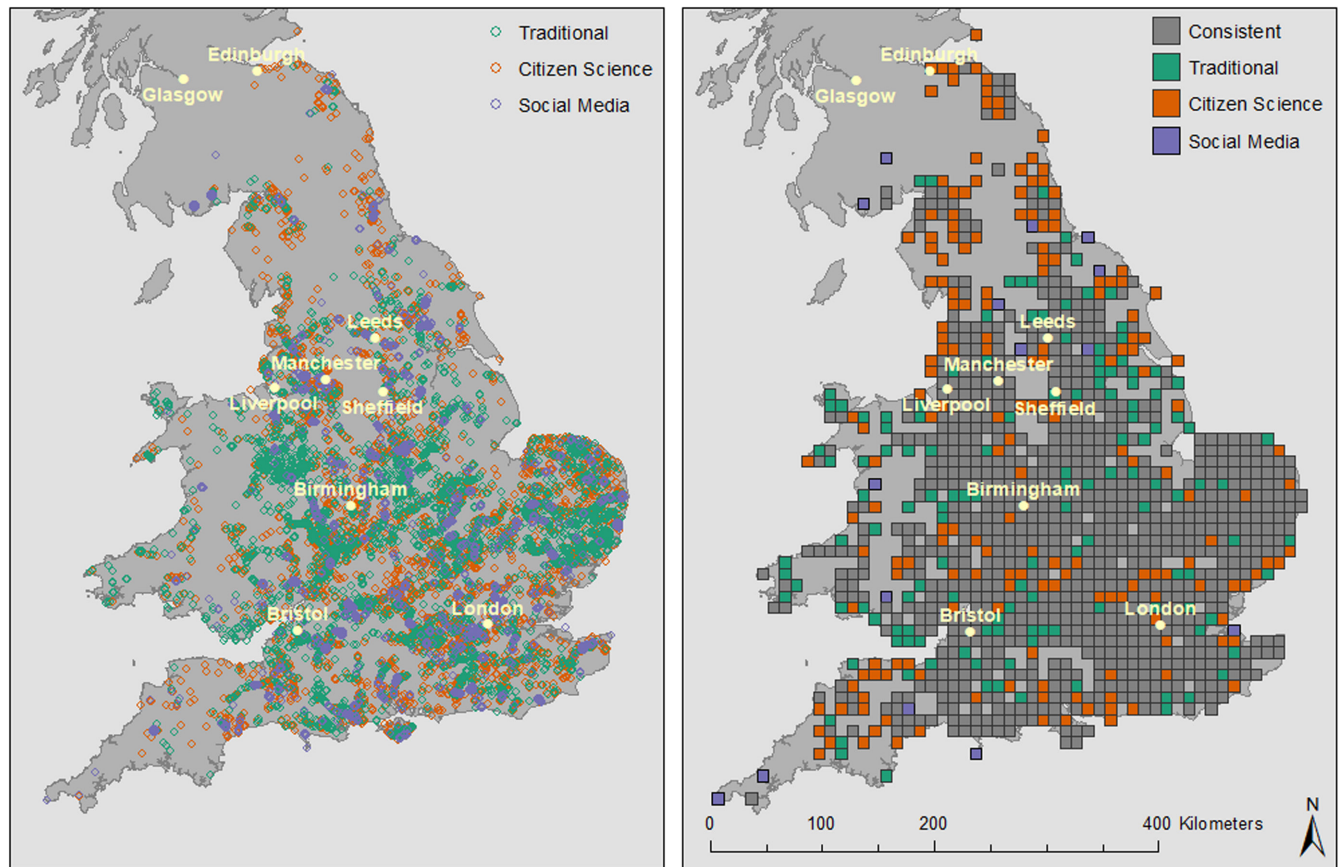 Traditional
Citizen Science
Social Media
Edinburgh
Glasgow
Leeds
Manchester
Liverpool
Sheffield
Birmingham
Bristol
London
Consistent
Traditional
Citizen Science
Social Media
Edinburgh
Glasgow
Leeds
Manchester
Liverpool
Sheffield
Birmingham
Bristol
London
N
0 100 200 400 Kilometers